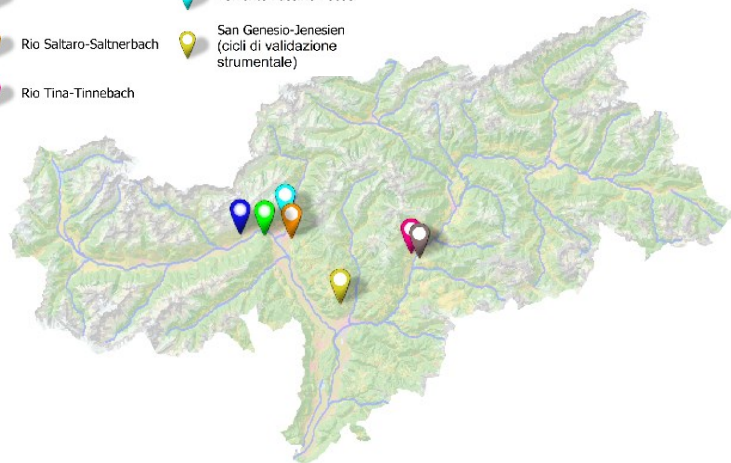 Rio Saltaro-Saltnerbach
San Genesio-Jenesien
(cicli di validazione
strumentale)
Rio Tina-Tinnebach